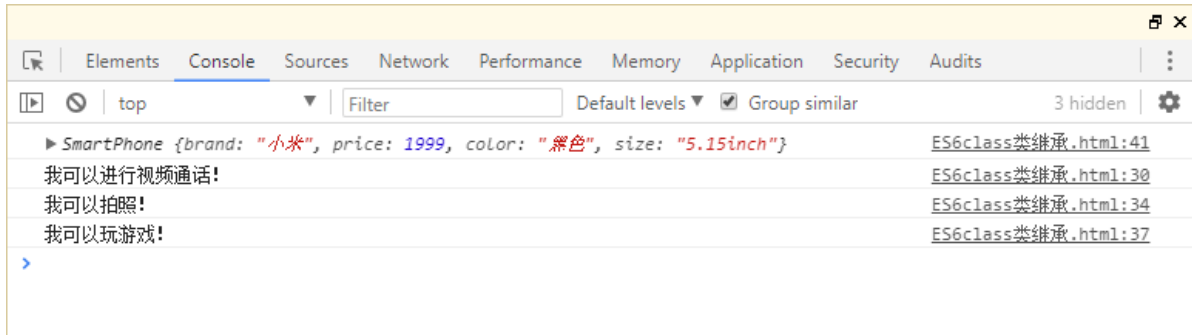 Elements Console Sources Network Performance Memory Application Security Audits
top Filter Default levels Group similar 3 hidden
SmartPhone {brand: "小米", price: 1999, color: "黑色", size: "5.15inch"} ES6class类继承.html:41
我可以进行视频通话! ES6class类继承.html:30
我可以拍照! ES6class类继承.html:34
我可以玩游戏! ES6class类继承.html:37